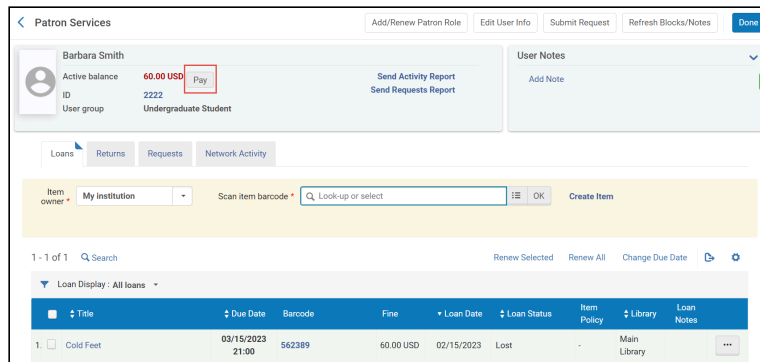 Patron Services
Add/Renew Patron Role
Edit User Info
Submit Request
Refresh Blocks/Notes
Done
Barbara Smith
Active balance 60.00 USD Pay
ID 2222
User group Undergraduate Student
Send Activity Report
Send Requests Report
User Notes
Add Note
Loans Returns Requests Network Activity
Item owner * My institution
Scan item barcode * Look-up or select OK Create Item
1 - 1 of 1 Search
Renew Selected Renew All Change Due Date
Loan Display : All loans
Title Due Date Barcode Fine Loan Date Loan Status Item Policy Library Loan Notes
1. Cold Feet 03/15/2023 21:00 562389 60.00 USD 02/15/2023 Lost - Main Library ...